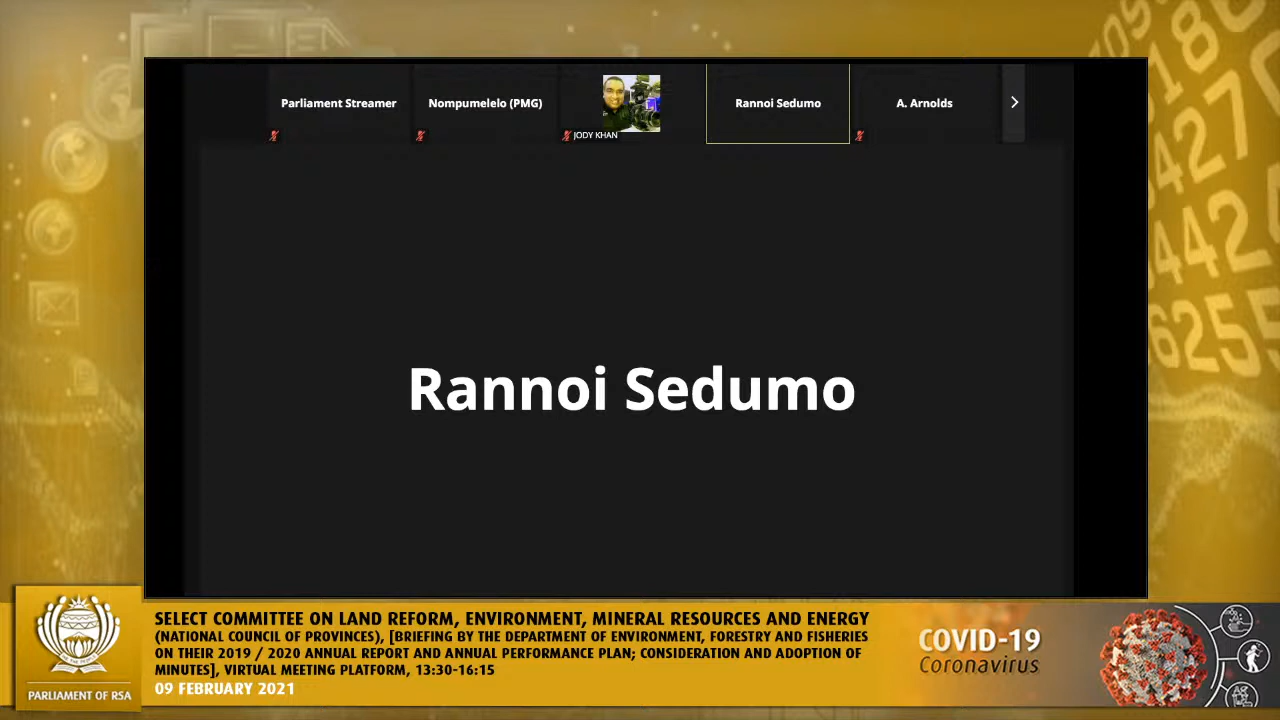 Parliament Streamer
Nompumelelo (PMG)
JODY KHAN
Rannoi Sedumo
A. Arnolds
Rannoi Sedumo
SELECT COMMITTEE ON LAND REFORM, ENVIRONMENT, MINERAL RESOURCES AND ENERGY
(NATIONAL COUNCIL OF PROVINCES), [BRIEFING BY THE DEPARTMENT OF ENVIRONMENT, FORESTRY AND FISHERIES
ON THEIR 2019 / 2020 ANNUAL REPORT AND ANNUAL PERFORMANCE PLAN; CONSIDERATION AND ADOPTION OF
MINUTES], VIRTUAL MEETING PLATFORM, 13:30-16:15
09 FEBRUARY 2021
PARLIAMENT OF RSA
COVID-19
Coronavirus